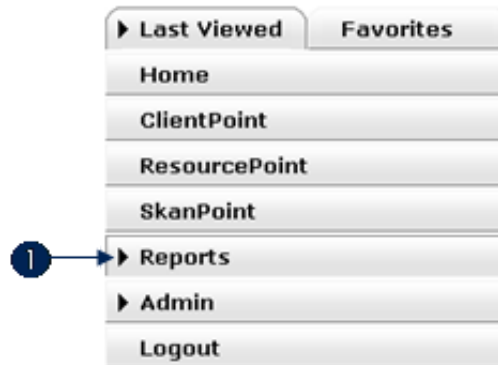 Last Viewed Favorites
Home
ClientPoint
ResourcePoint
SkanPoint
1 Reports
Admin
Logout